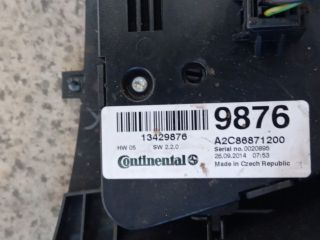 9876
13429876
A2C86871200
HW 05 SW 2.2.0
Serial no. 0020895
26.09.2014 07:53
Continental
Made in Czech Republic